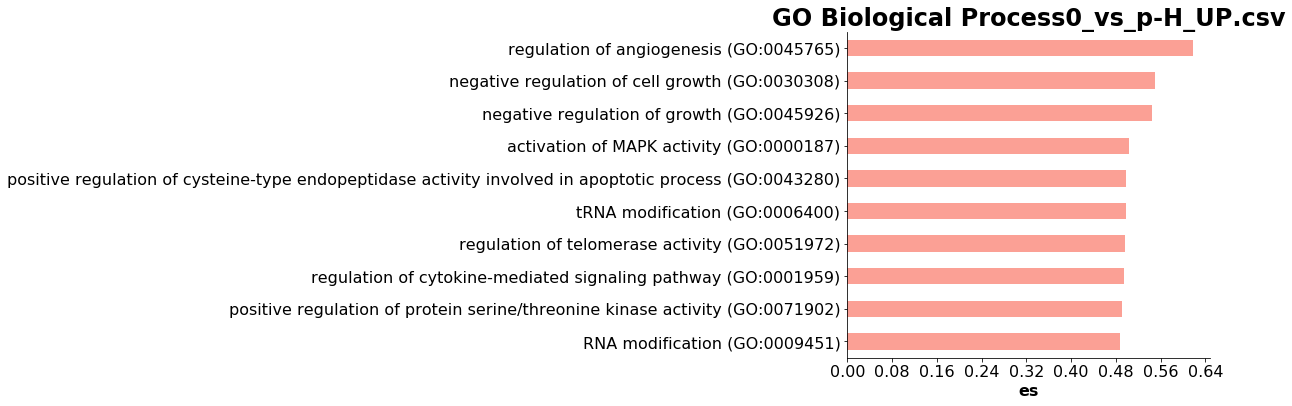 GO Biological Process0_vs_p-H_UP.csv
regulation of angiogenesis (GO:0045765)
negative regulation of cell growth (GO:0030308)
negative regulation of growth (GO:0045926)
activation of MAPK activity (GO:0000187)
positive regulation of cysteine-type endopeptidase activity involved in apoptotic process (GO:0043280)
tRNA modification (GO:0006400)
regulation of telomerase activity (GO:0051972)
regulation of cytokine-mediated signaling pathway (GO:0001959)
positive regulation of protein serine/threonine kinase activity (GO:0071902)
RNA modification (GO:0009451)
0.00 0.08 0.16 0.24 0.32 0.40 0.48 0.56 0.64
es